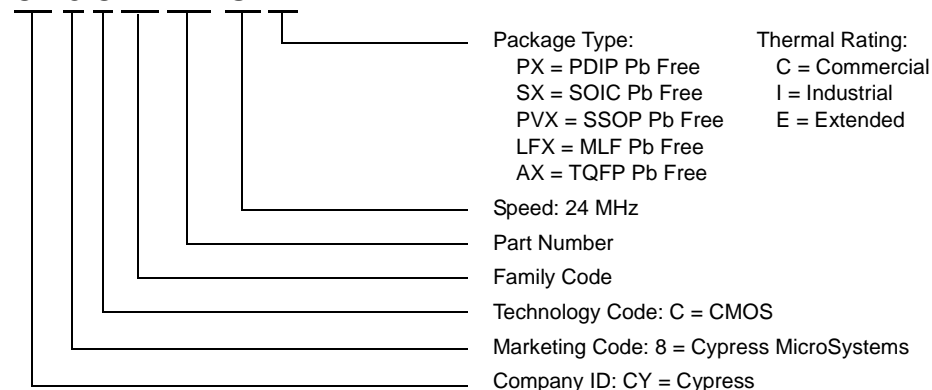 Package Type: Thermal Rating:
PX = PDIP Pb Free C = Commercial
SX = SOIC Pb Free I = Industrial
PVX = SSOP Pb Free E = Extended
LFX = MLF Pb Free
AX = TQFP Pb Free
Speed: 24 MHz
Part Number
Family Code
Technology Code: C = CMOS
Marketing Code: 8 = Cypress MicroSystems
Company ID: CY = Cypress